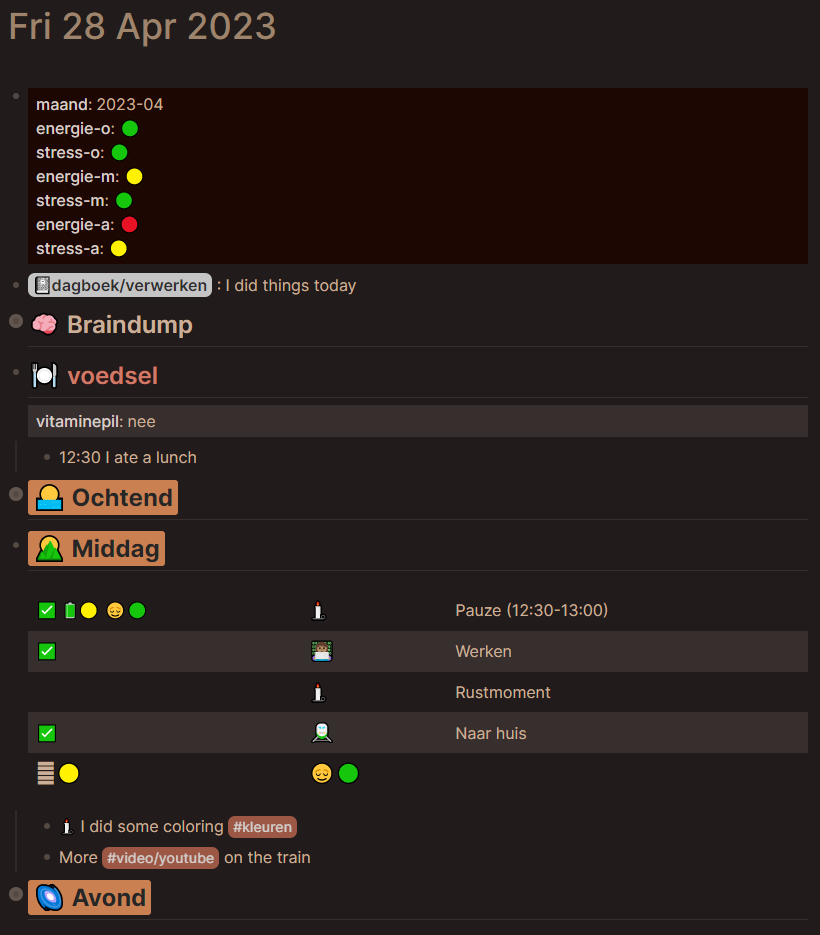 Fri 28 Apr 2023
maand: 2023-04
energie-o:
stress-o:
energie-m:
stress-m:
energie-a:
stress-a:
dagboek/verwerken : I did things today
Braindump
voedsel
vitaminepil: nee
12:30 I ate a lunch
Ochtend
Middag
Pauze (12:30-13:00)
Werken
Rustmoment
Naar huis
I did some coloring #kleuren
More #video/youtube on the train
Avond